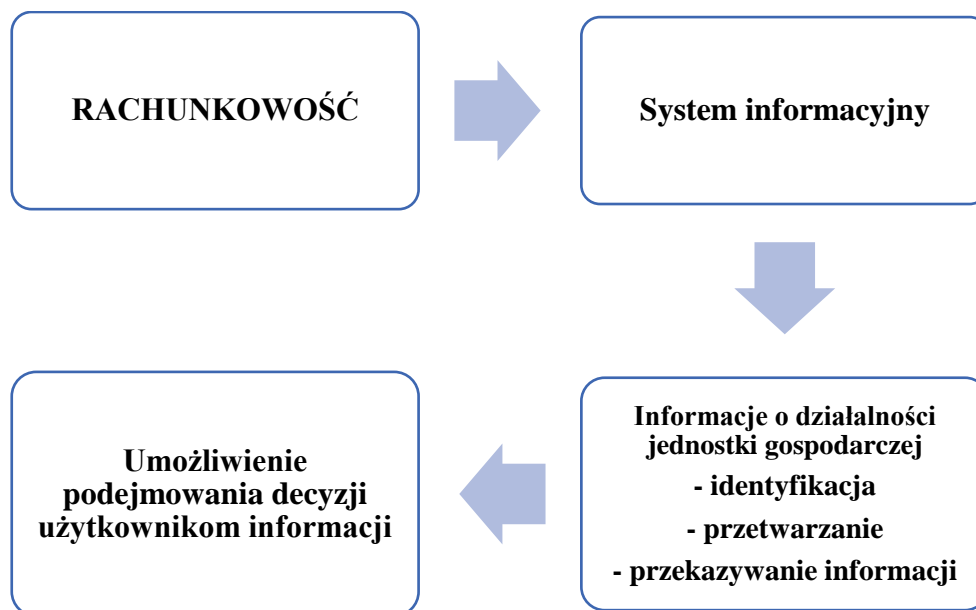 RACHUNKOWOŚĆ
System informacyjny
Informacje o działalności
jednostki gospodarczej
- identyfikacja
- przetwarzanie
- przekazywanie informacji
Umożliwienie
podejmowania decyzji
użytkownikom informacji